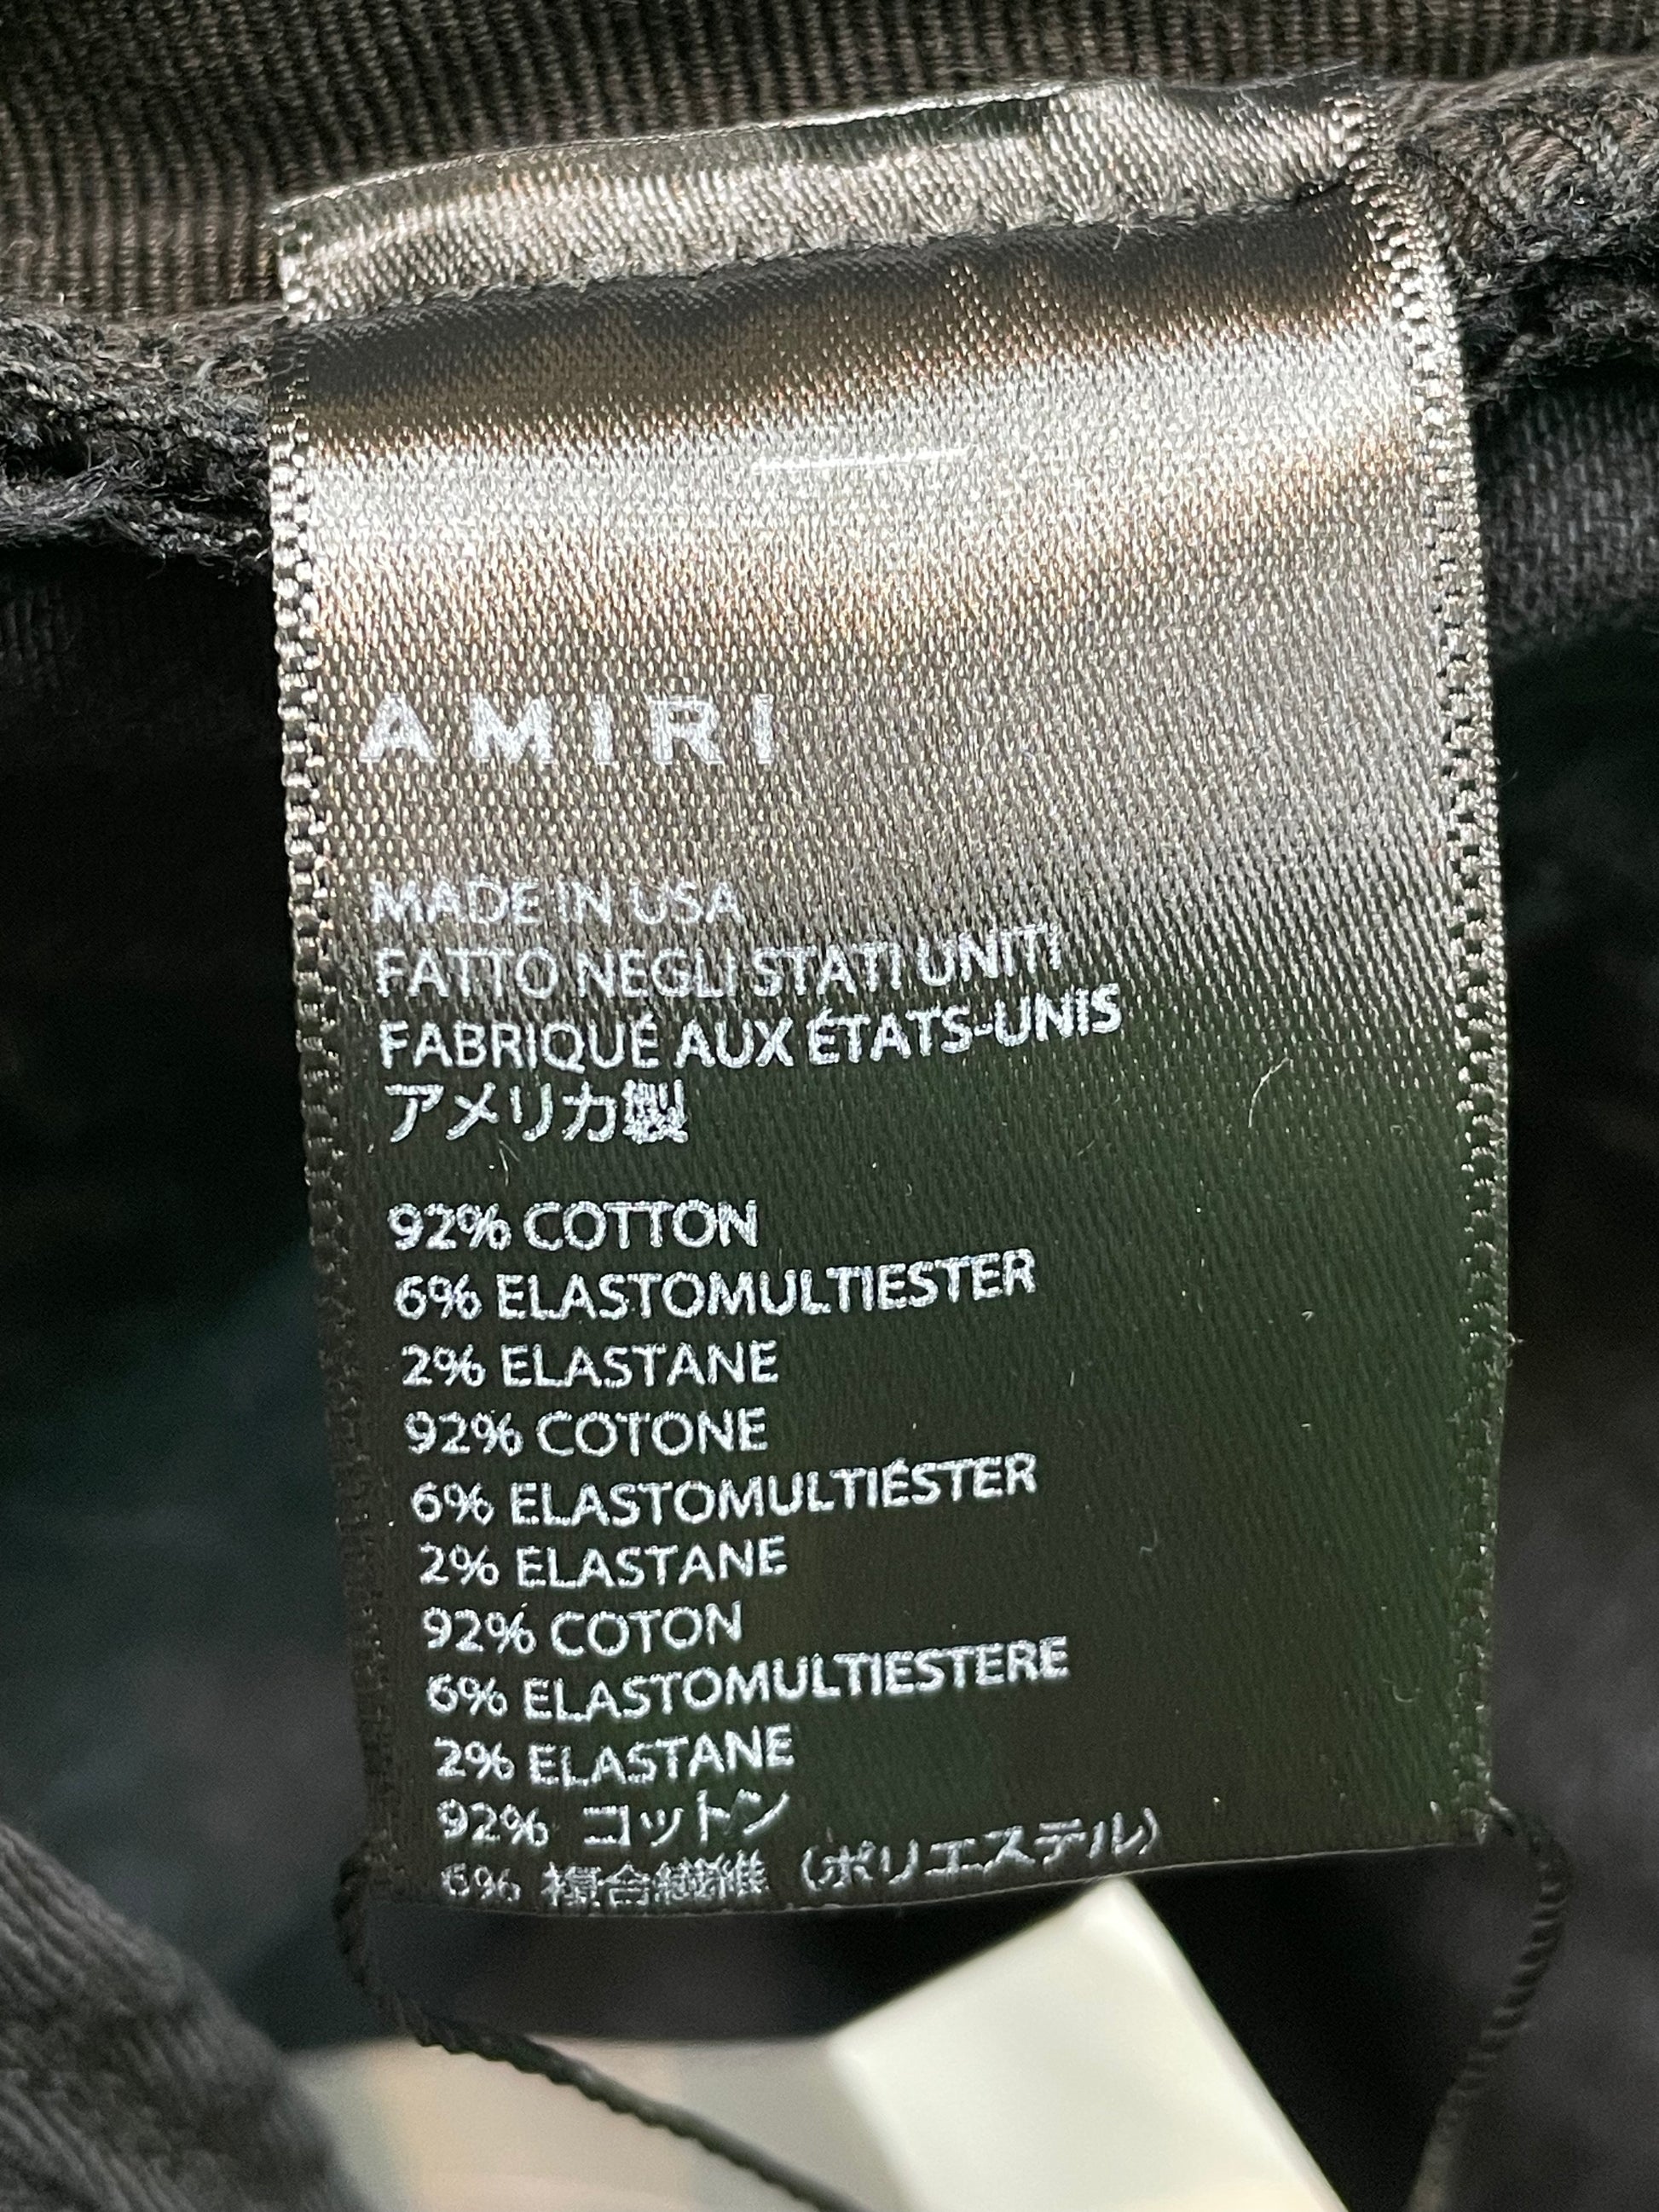 AMIRI
MADE IN USA
FATTO NEGLI STATI UNITI
FABRIQUÉ AUX ÉTATS-UNIS
アメリカ製
92% COTTON
6% ELASTOMULTIESTER
2% ELASTANE
92% COTONE
6% ELASTOMULTIÉSTER
2% ELASTANE
92% COTON
6% ELASTOMULTIESTERE
2% ELASTANE
92% コットン
6% 複合繊維（ポリエステル）